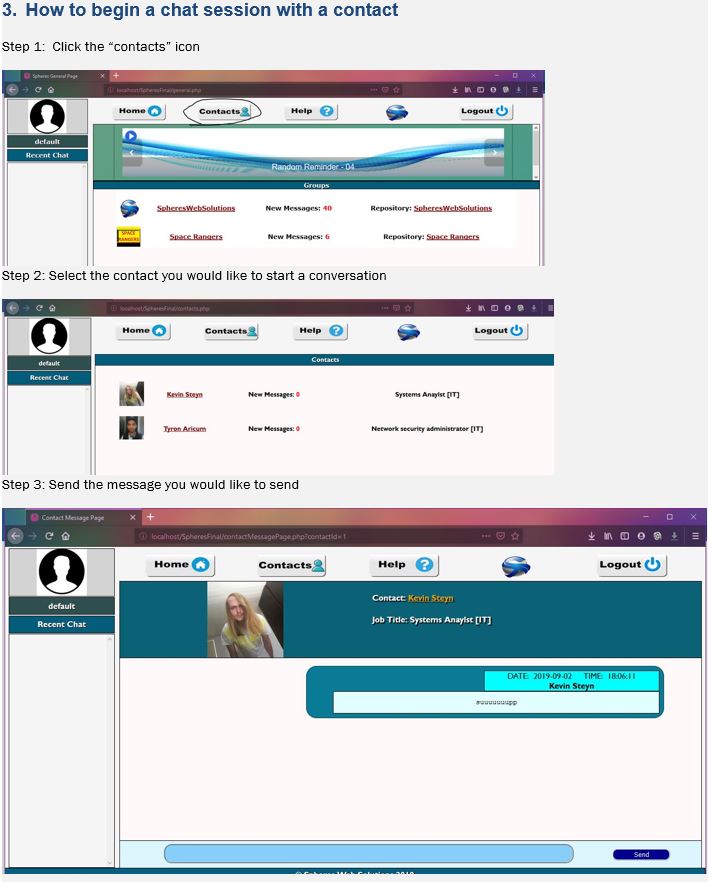 3. How to begin a chat session with a contact
Step 1: Click the “contacts” icon
Spheres General Page
localhost/SpheresFinal/general.php
Home Contacts Help Logout
default
Recent Chat
Random Reminder - 04
Groups
SpheresWebSolutions New Messages: 40 Repository: SpheresWebSolutions
SPACE RANGERS
Space Rangers New Messages: 6 Repository: Space Rangers
Step 2: Select the contact you would like to start a conversation
localhost/SpheresFinal/contacts.php
Home Contacts Help Logout
default
Recent Chat
Contacts
Kevin Steyn New Messages: 0 Systems Anayist [IT]
Tyron Aricum New Messages: 0 Network security administrator [IT]
Step 3: Send the message you would like to send
Contact Message Page
localhost/SpheresFinal/contactMessagePage.php?contactId=1
Home Contacts Help Logout
default
Recent Chat
Contact: Kevin Steyn
Job Title: Systems Anayist [IT]
DATE: 2019-09-02 TIME: 18:06:11
Kevin Steyn
suuuuuuupp
Send
© Spheres Web Solutions 2019